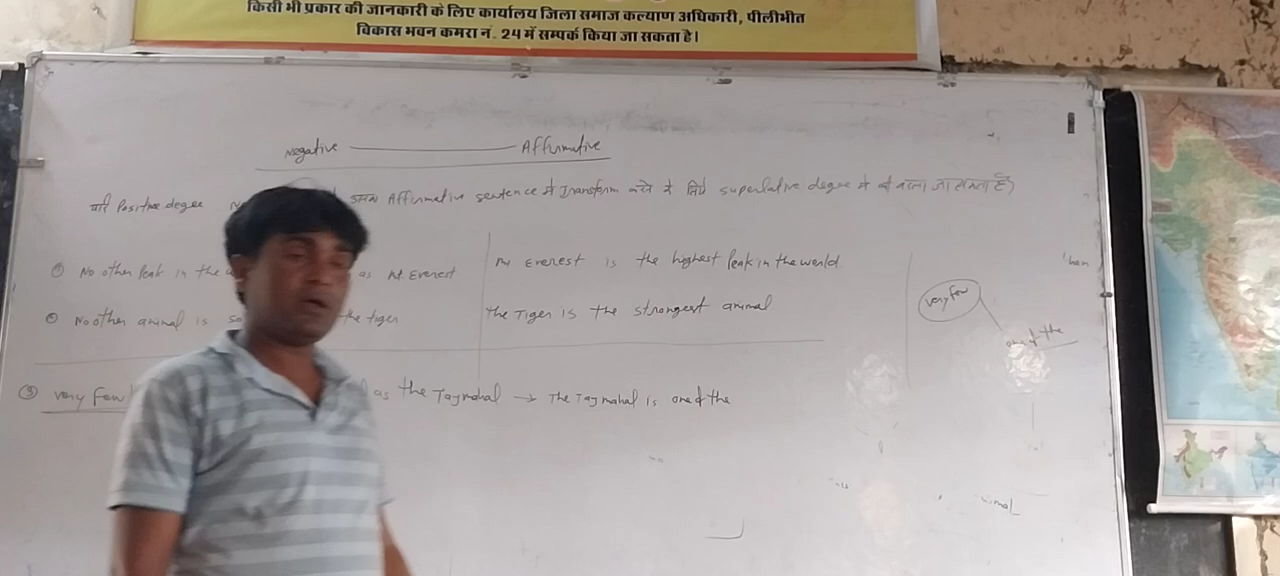 किसी भी प्रकार की जानकारी के लिए कार्यालय जिला समाज कल्याण अधिकारी, पीलीभीत
विकास भवन कमरा नं. 24 में सम्पर्क किया जा सकता है।
Negative Affirmative
यदि Positive degree Affirmative sentence में Transform करने के लिये superlative degree में जा सकता है)
① No other Peak in the as Mt Everest
Mt Everest is the highest Peak in the world.
② No other animal is so the tiger
The Tiger is the strongest animal
very few
one of the
③ very few as the Tajmahal → The Tajmahal is one of the